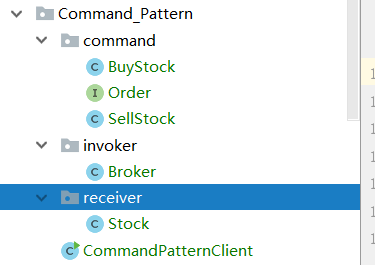 Command_Pattern
command
BuyStock
Order
SellStock
invoker
Broker
receiver
Stock
CommandPatternClient